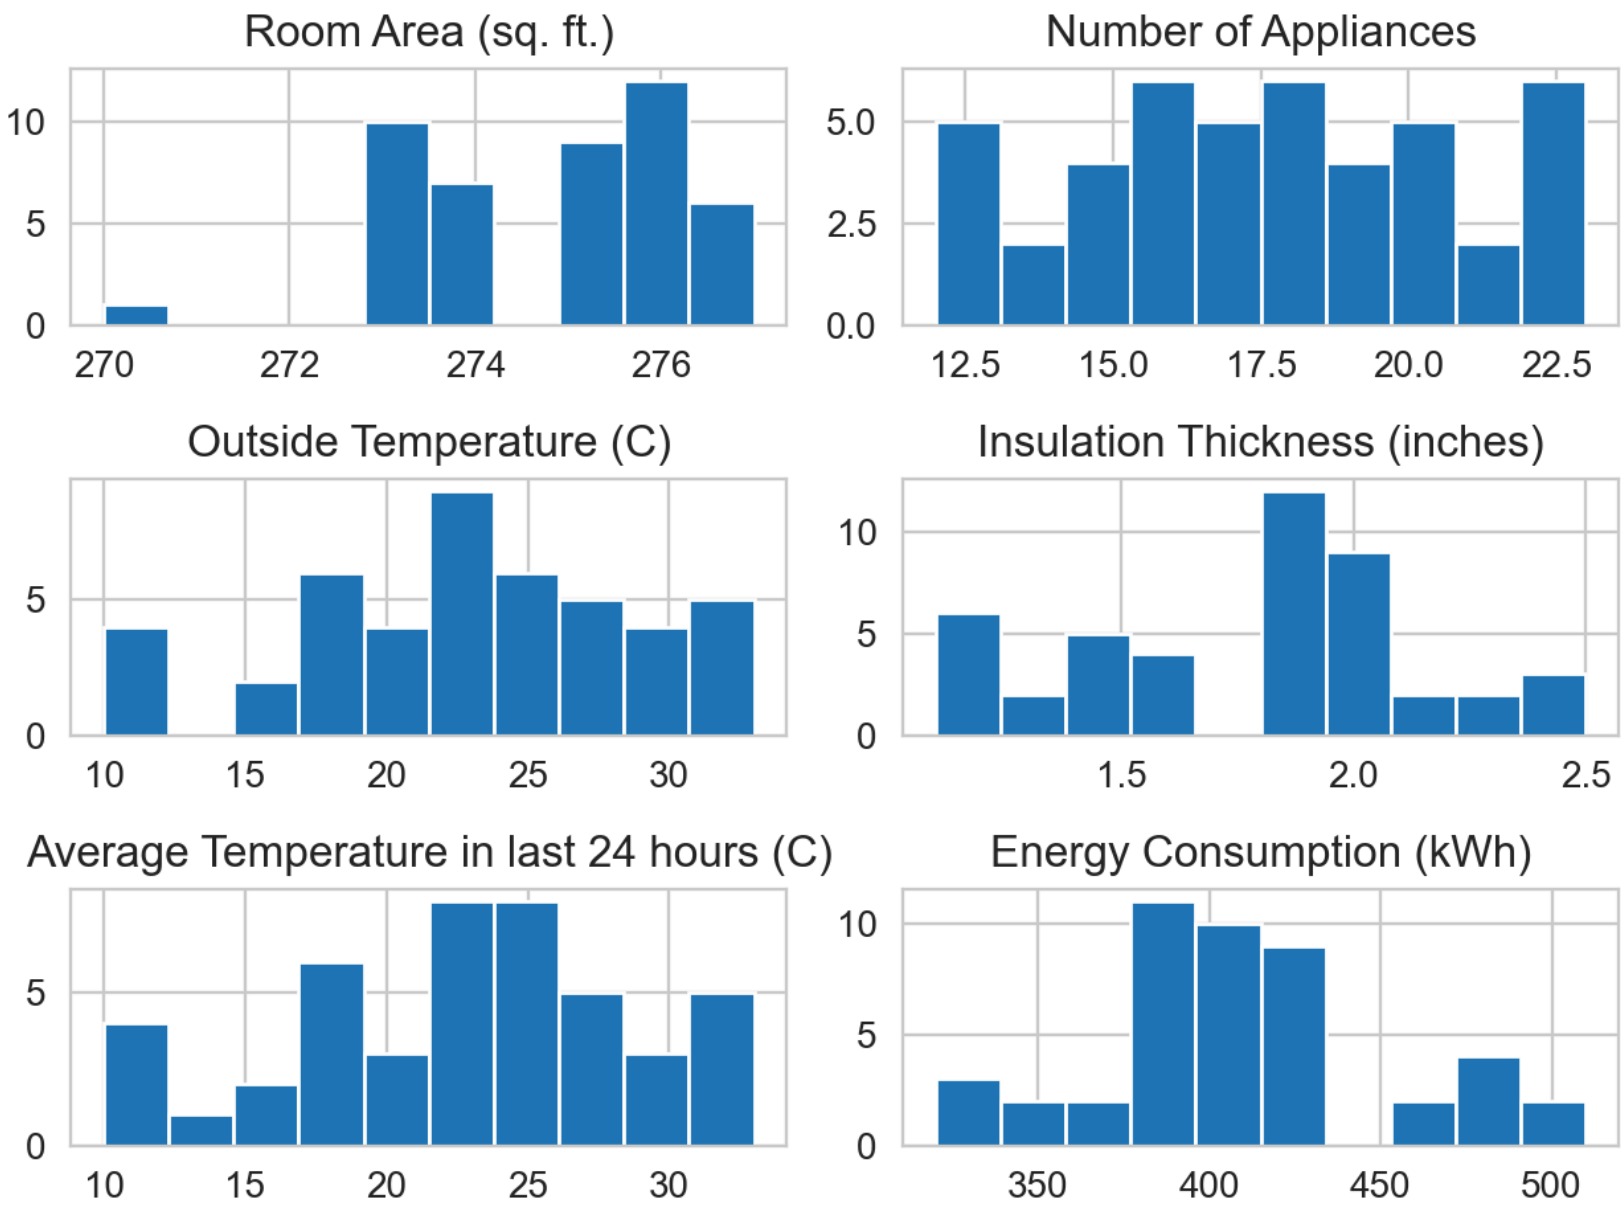 Room Area (sq. ft.)
10
5
0
270 272 274 276
Number of Appliances
5.0
2.5
0.0
12.5 15.0 17.5 20.0 22.5
Outside Temperature (C)
5
0
10 15 20 25 30
Insulation Thickness (inches)
10
5
0
1.5 2.0 2.5
Average Temperature in last 24 hours (C)
5
0
10 15 20 25 30
Energy Consumption (kWh)
10
5
0
350 400 450 500